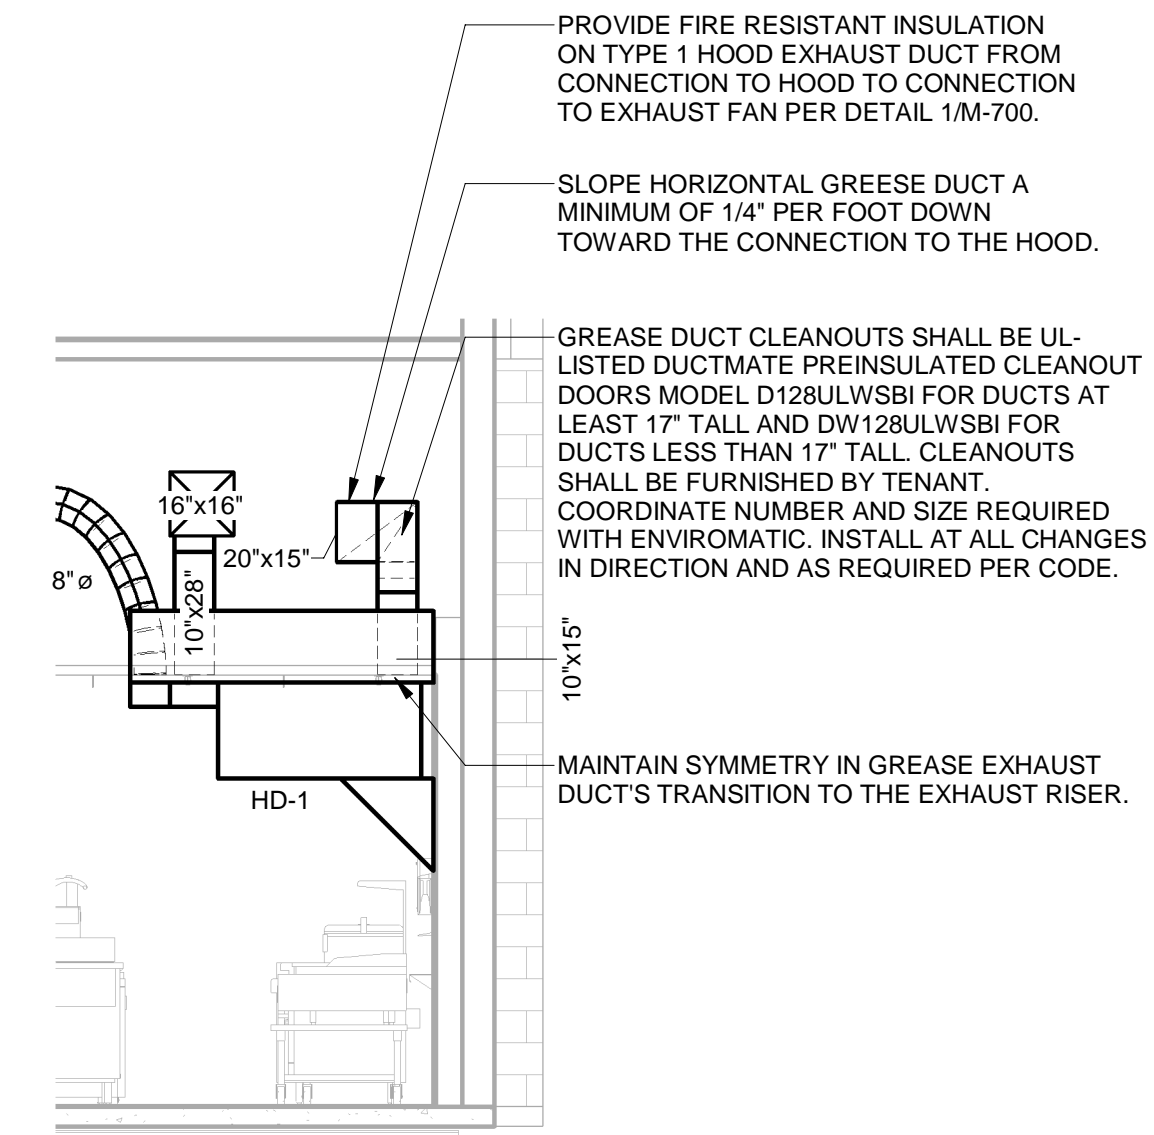 PROVIDE FIRE RESISTANT INSULATION
ON TYPE 1 HOOD EXHAUST DUCT FROM
CONNECTION TO HOOD TO CONNECTION
TO EXHAUST FAN PER DETAIL 1/M-700.
SLOPE HORIZONTAL GREESE DUCT A
MINIMUM OF 1/4" PER FOOT DOWN
TOWARD THE CONNECTION TO THE HOOD.
GREASE DUCT CLEANOUTS SHALL BE UL-
LISTED DUCTMATE PREINSULATED CLEANOUT
DOORS MODEL D128ULWSBI FOR DUCTS AT
LEAST 17" TALL AND DW128ULWSBI FOR
DUCTS LESS THAN 17" TALL. CLEANOUTS
SHALL BE FURNISHED BY TENANT.
COORDINATE NUMBER AND SIZE REQUIRED
WITH ENVIROMATIC. INSTALL AT ALL CHANGES
IN DIRECTION AND AS REQUIRED PER CODE.
16"x16"
20"x15"
8"ø
10"x28"
10"x15"
MAINTAIN SYMMETRY IN GREASE EXHAUST
DUCT'S TRANSITION TO THE EXHAUST RISER.
HD-1